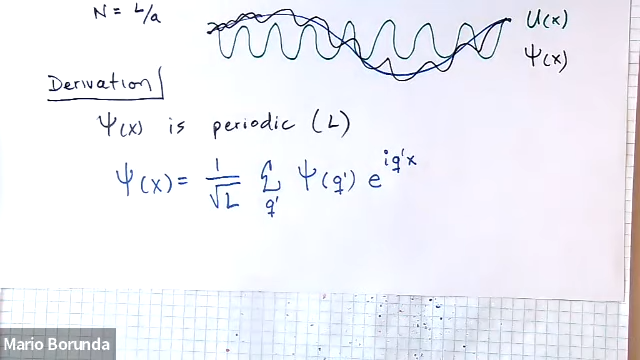 N = L/a
U(x)
Ψ(x)
Derivation
Ψ(x) is periodic (L)
Ψ(x) = 1/√L Σ_q' Ψ(q') e^{iq'x}
Mario Borunda